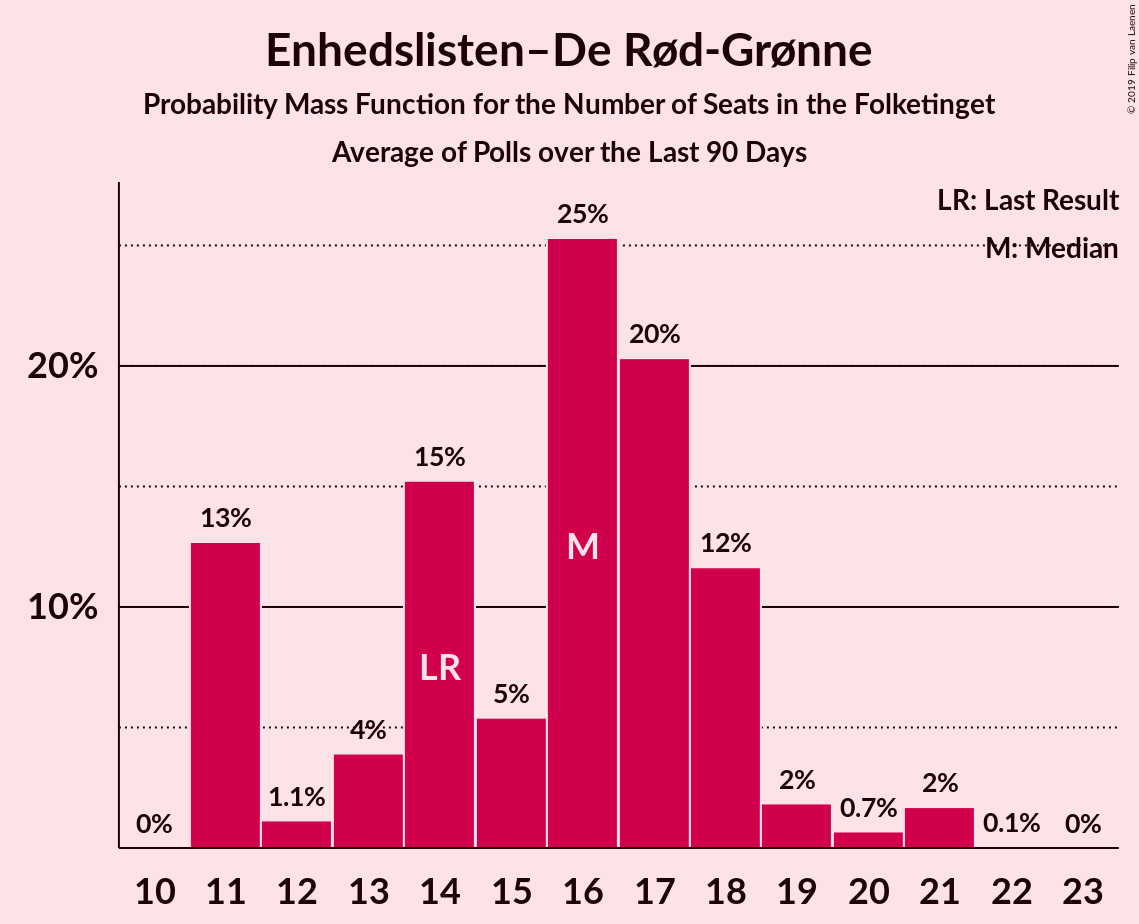 Enhedslisten–De Rød-Grønne
Probability Mass Function for the Number of Seats in the Folketinget
Average of Polls over the Last 90 Days
© 2019 Filip van Laenen
LR: Last Result
M: Median
20%
10%
0%
13%
1.1%
4%
15%
5%
25%
20%
12%
2%
0.7%
2%
0.1%
0%
LR
M
10 11 12 13 14 15 16 17 18 19 20 21 22 23